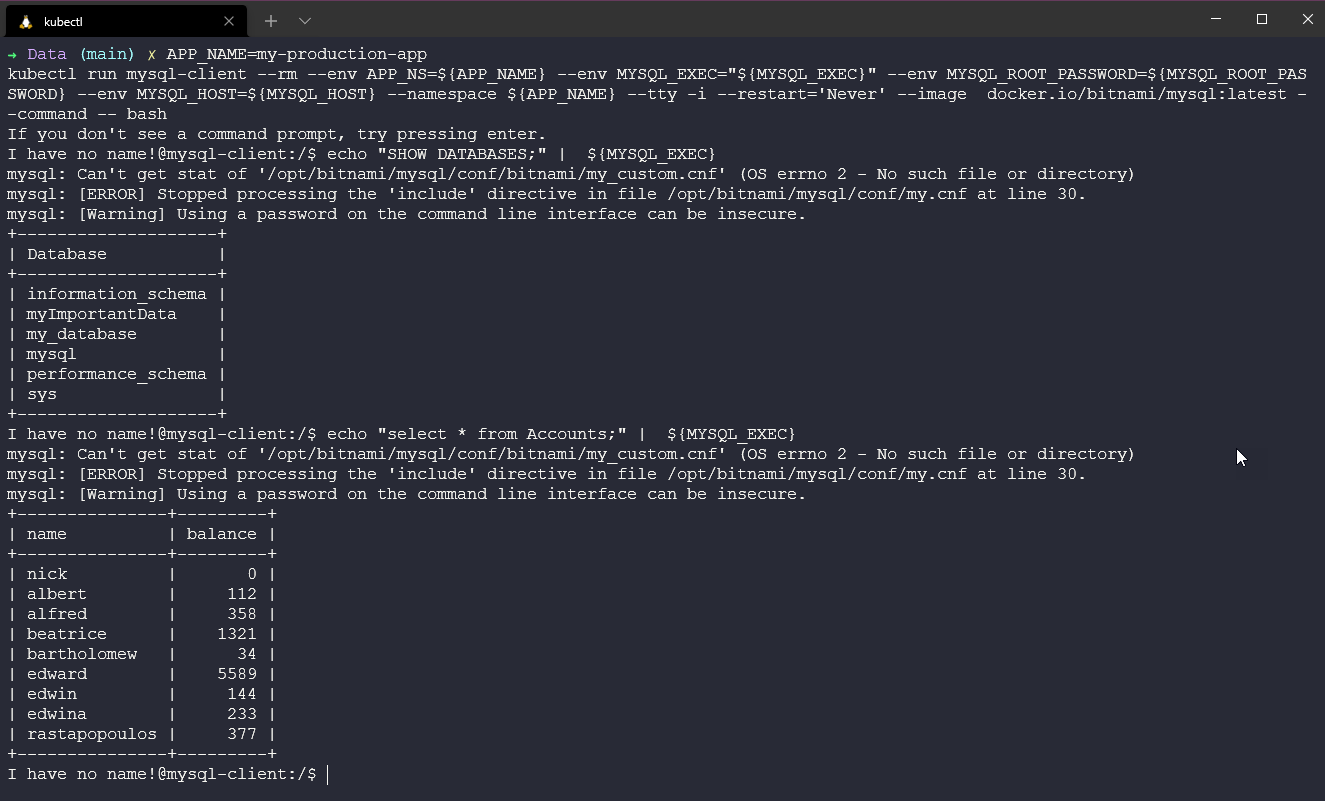 kubectl
→ Data (main) ✗ APP_NAME=my-production-app
kubectl run mysql-client --rm --env APP_NS=${APP_NAME} --env MYSQL_EXEC="${MYSQL_EXEC}" --env MYSQL_ROOT_PASSWORD=${MYSQL_ROOT_PAS
SWORD} --env MYSQL_HOST=${MYSQL_HOST} --namespace ${APP_NAME} --tty -i --restart='Never' --image  docker.io/bitnami/mysql:latest -
-command -- bash
If you don't see a command prompt, try pressing enter.
I have no name!@mysql-client:/$ echo "SHOW DATABASES;" |  ${MYSQL_EXEC}
mysql: Can't get stat of '/opt/bitnami/mysql/conf/bitnami/my_custom.cnf' (OS errno 2 - No such file or directory)
mysql: [ERROR] Stopped processing the 'include' directive in file /opt/bitnami/mysql/conf/my.cnf at line 30.
mysql: [Warning] Using a password on the command line interface can be insecure.
+--------------------+
| Database           |
+--------------------+
| information_schema |
| myImportantData    |
| my_database        |
| mysql              |
| performance_schema |
| sys                |
+--------------------+
I have no name!@mysql-client:/$ echo "select * from Accounts;" |  ${MYSQL_EXEC}
mysql: Can't get stat of '/opt/bitnami/mysql/conf/bitnami/my_custom.cnf' (OS errno 2 - No such file or directory)
mysql: [ERROR] Stopped processing the 'include' directive in file /opt/bitnami/mysql/conf/my.cnf at line 30.
mysql: [Warning] Using a password on the command line interface can be insecure.
+---------------+---------+
| name          | balance |
+---------------+---------+
| nick          |       0 |
| albert        |     112 |
| alfred        |     358 |
| beatrice      |    1321 |
| bartholomew   |      34 |
| edward        |    5589 |
| edwin         |     144 |
| edwina        |     233 |
| rastapopoulos |     377 |
+---------------+---------+
I have no name!@mysql-client:/$